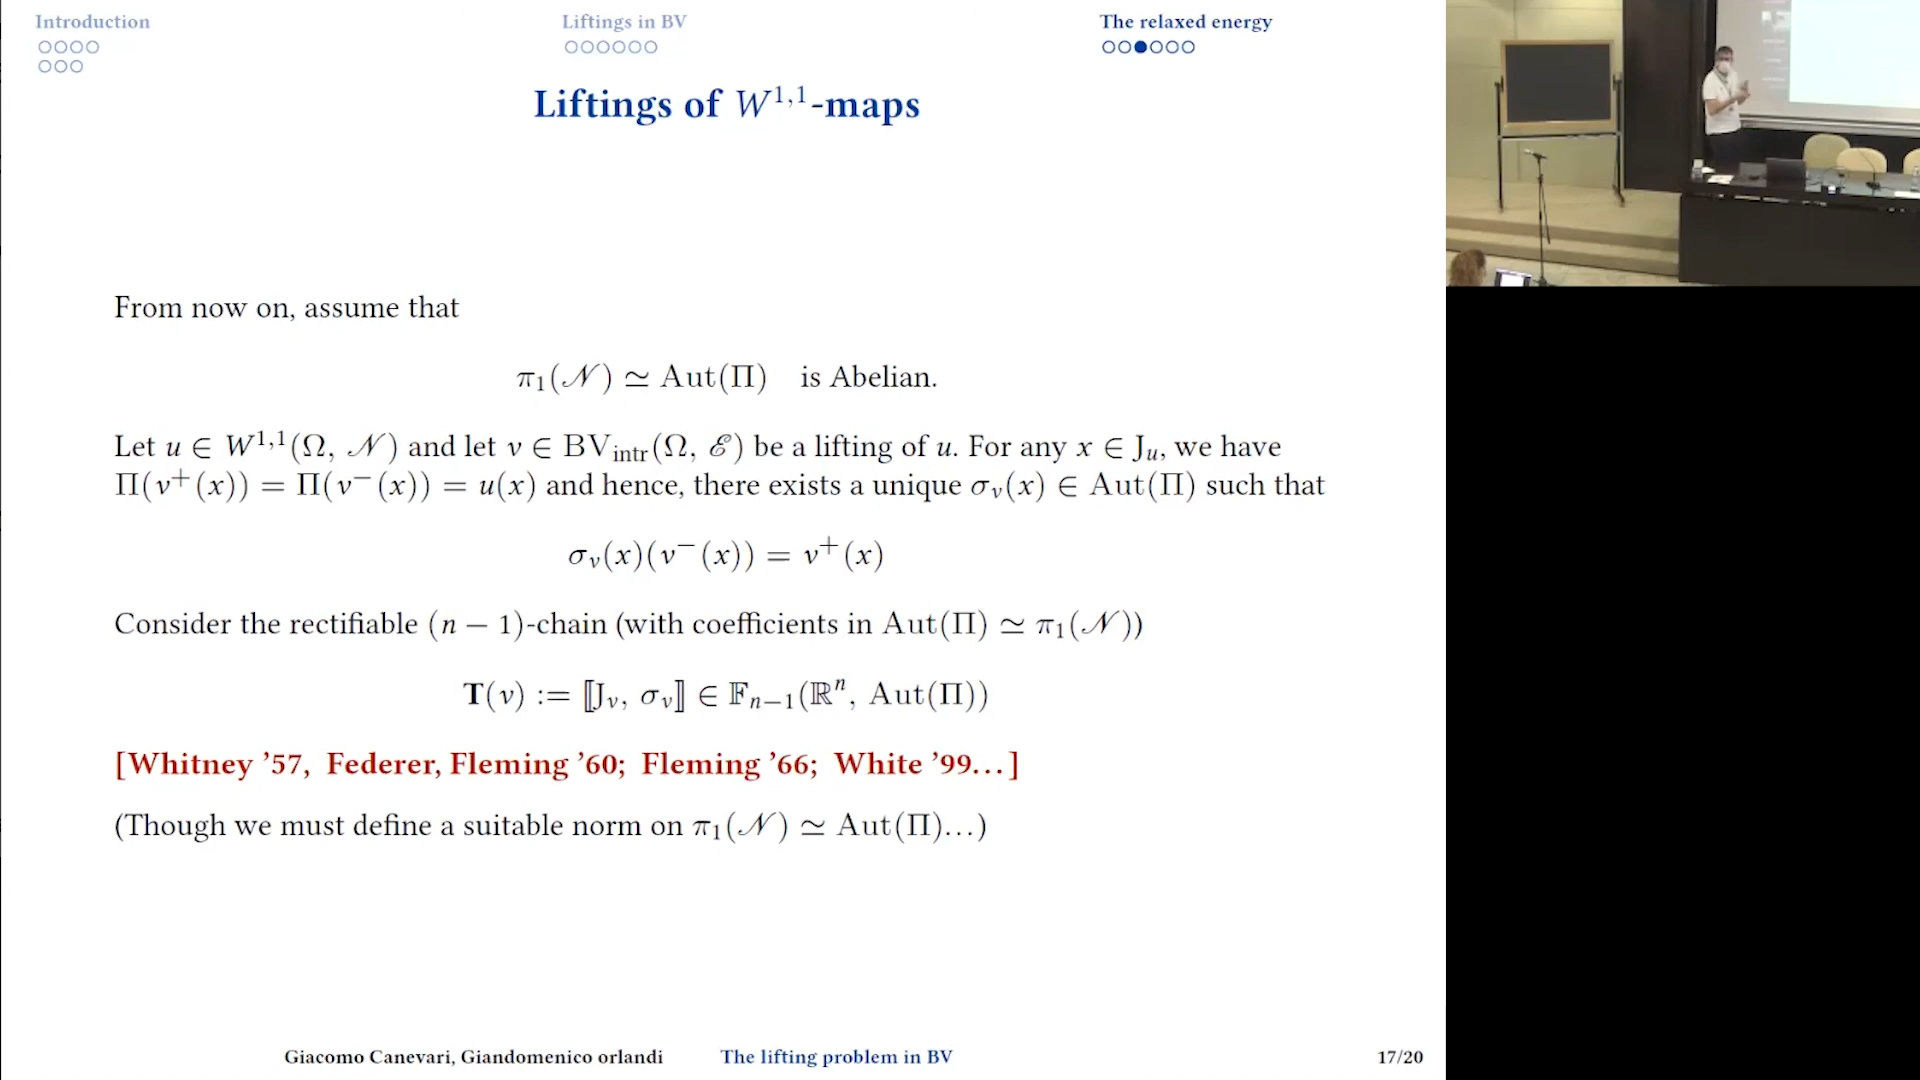 Introduction
Liftings in BV
The relaxed energy
Liftings of W^{1,1}-maps
From now on, assume that
π₁(𝒩) ≃ Aut(Π) is Abelian.
Let u ∈ W^{1,1}(Ω, 𝒩) and let v ∈ BV_{intr}(Ω, ℰ) be a lifting of u. For any x ∈ J_u, we have
Π(v⁺(x)) = Π(v⁻(x)) = u(x) and hence, there exists a unique σ_v(x) ∈ Aut(Π) such that
σ_v(x)(v⁻(x)) = v⁺(x)
Consider the rectifiable (n − 1)-chain (with coefficients in Aut(Π) ≃ π₁(𝒩))
T(v) := ⟦J_v, σ_v⟧ ∈ 𝔽_{n−1}(ℝⁿ, Aut(Π))
[Whitney ’57, Federer, Fleming ’60; Fleming ’66; White ’99…]
(Though we must define a suitable norm on π₁(𝒩) ≃ Aut(Π)…)
Giacomo Canevari, Giandomenico orlandi
The lifting problem in BV
17/20